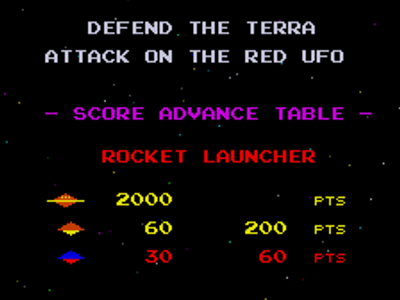 DEFEND THE TERRA
ATTACK ON THE RED UFO
- SCORE ADVANCE TABLE -
ROCKET LAUNCHER
2000 PTS
60 200 PTS
30 60 PTS